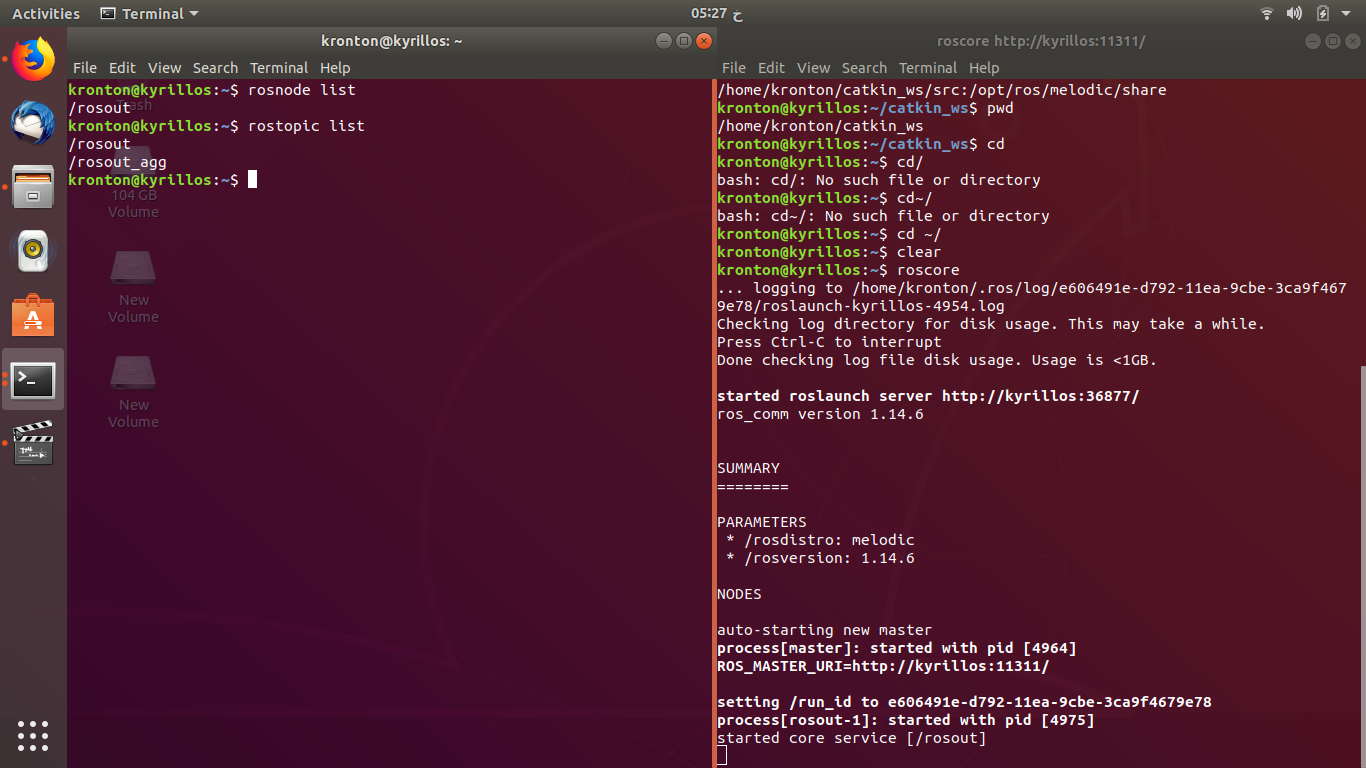 Activities
Terminal
05:27 خ
kronton@kyrillos: ~
File Edit View Search Terminal Help
kronton@kyrillos:~$ rosnode list
/rosout
kronton@kyrillos:~$ rostopic list
/rosout
/rosout_agg
kronton@kyrillos:~$
Trash
104 GB
Volume
New
Volume
New
Volume
roscore http://kyrillos:11311/
File Edit View Search Terminal Help
/home/kronton/catkin_ws/src:/opt/ros/melodic/share
kronton@kyrillos:~/catkin_ws$ pwd
/home/kronton/catkin_ws
kronton@kyrillos:~/catkin_ws$ cd
kronton@kyrillos:~$ cd/
bash: cd/: No such file or directory
kronton@kyrillos:~$ cd~/
bash: cd~/: No such file or directory
kronton@kyrillos:~$ cd ~/
kronton@kyrillos:~$ clear
kronton@kyrillos:~$ roscore
... logging to /home/kronton/.ros/log/e606491e-d792-11ea-9cbe-3ca9f467
9e78/roslaunch-kyrillos-4954.log
Checking log directory for disk usage. This may take a while.
Press Ctrl-C to interrupt
Done checking log file disk usage. Usage is <1GB.
started roslaunch server http://kyrillos:36877/
ros_comm version 1.14.6
SUMMARY
========
PARAMETERS
* /rosdistro: melodic
* /rosversion: 1.14.6
NODES
auto-starting new master
process[master]: started with pid [4964]
ROS_MASTER_URI=http://kyrillos:11311/
setting /run_id to e606491e-d792-11ea-9cbe-3ca9f4679e78
process[rosout-1]: started with pid [4975]
started core service [/rosout]